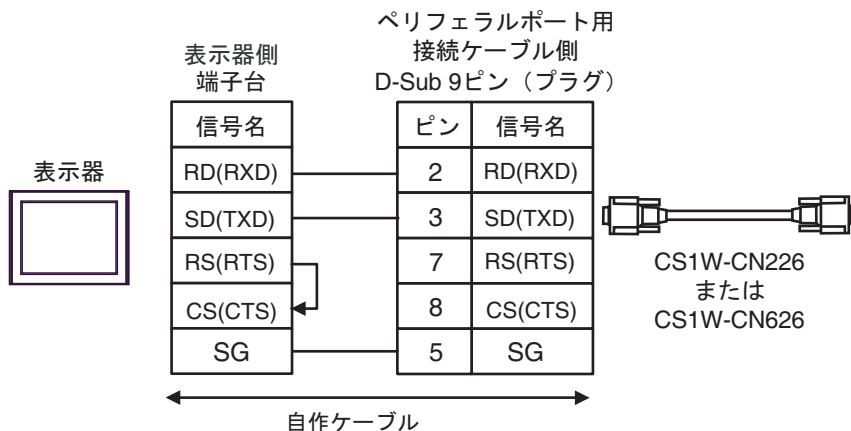 ペリフェラルポート用
接続ケーブル側
D-Sub 9ピン（プラグ）
表示器側
端子台
表示器
信号名
ピン 信号名
RD(RXD) 2 RD(RXD)
SD(TXD) 3 SD(TXD)
RS(RTS) 7 RS(RTS)
CS(CTS) 8 CS(CTS)
SG 5 SG
CS1W-CN226
または
CS1W-CN626
自作ケーブル